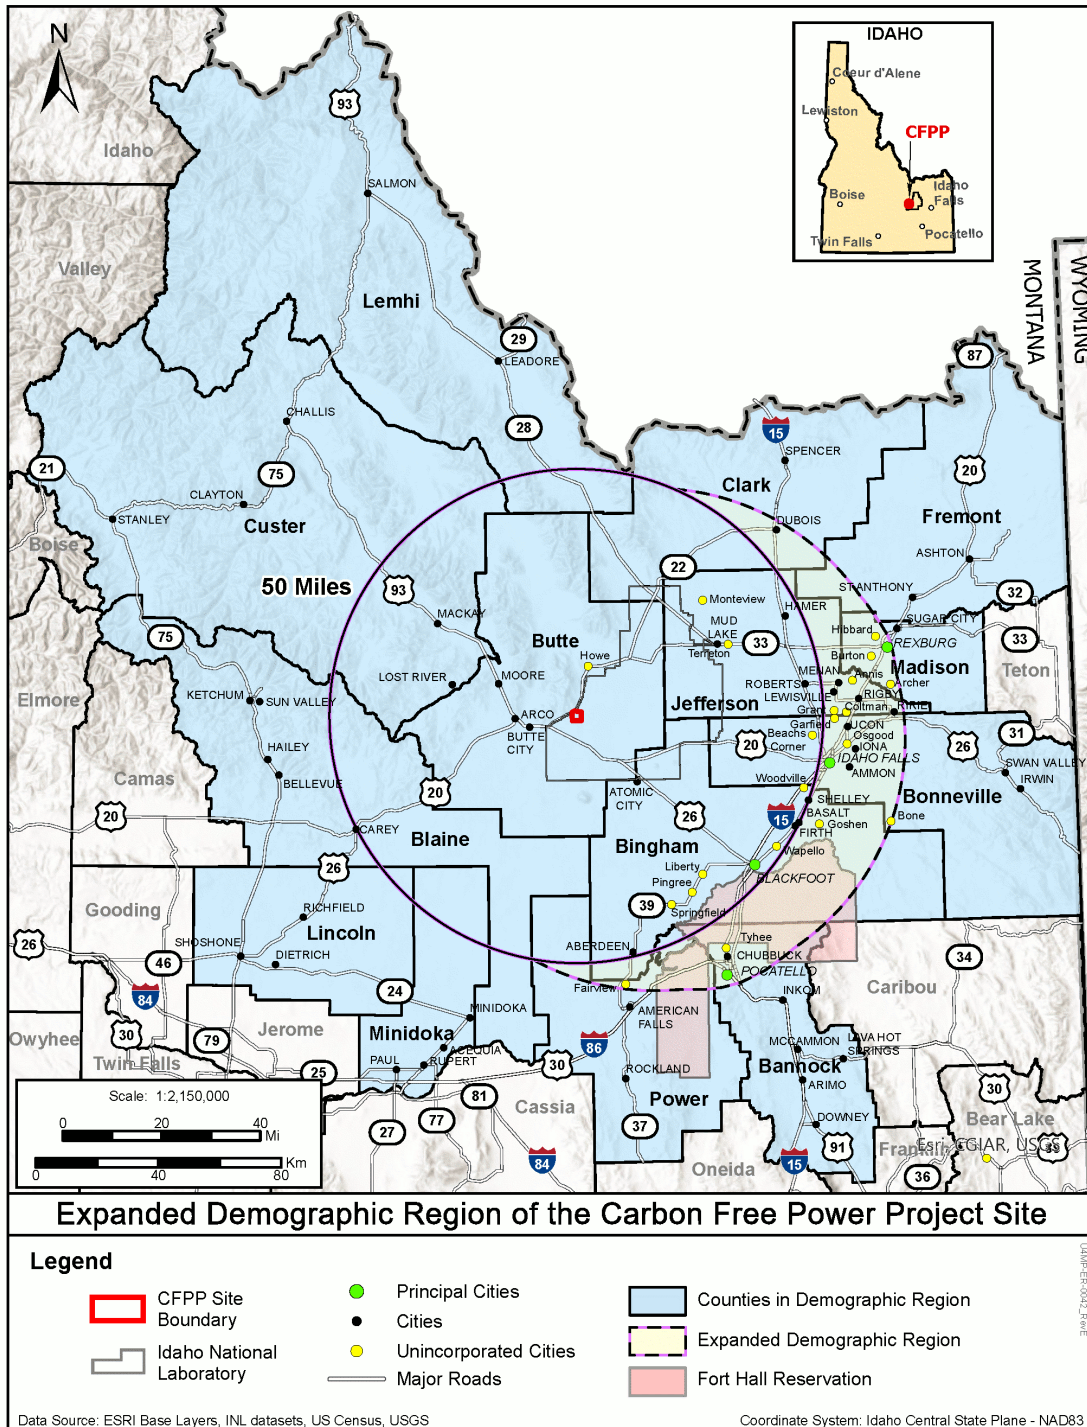 N
IDAHO
Coeur d'Alene
Lewiston
CFPP
Boise
Idaho
Falls
Twin Falls
Pocatello
93
Idaho
SALMON
Valley
Lemhi
MONTANA
WYOMING
29
LEADORE
87
CHALLIS
28
15
SPENCER
21
75
20
CLAYTON
Clark
STANLEY
Custer
DUBOIS
Fremont
Boise
ASHTON
50 Miles
22
93
ST ANTHONY
32
Monteview
HAMER
MACKAY
SUGAR CITY
75
Butte
MUD
LAKE
33
Hibbard
33
REXBURG
Terreton
Howe
Burton
Madison
Teton
LOST RIVER
MOORE
MENAN
Annis
Archer
ROBERTS
Elmore
KETCHUM
SUN VALLEY
LEWISVILLE
RIGBY
Jefferson
Grant
Coltman
RIRIE
ARCO
Garfield
UCON
BUTTE
CITY
Beachs
Corner
Osgood
31
20
IONA
26
HAILEY
IDAHO FALLS
SWAN VALLEY
Camas
AMMON
IRWIN
BELLEVUE
Woodville
ATOMIC
CITY
20
SHELLEY
Bonneville
20
26
15
BASALT
Bone
Goshen
CAREY
FIRTH
Blaine
Bingham
Wapello
26
Liberty
BLACKFOOT
Pingree
Gooding
39
Springfield
RICHFIELD
Lincoln
Tyhee
26
SHOSHONE
ABERDEEN
CHUBBUCK
34
46
DIETRICH
POCATELLO
Fairview
Caribou
84
24
INKOM
MINIDOKA
AMERICAN
FALLS
Owyhee
30
79
Jerome
Minidoka
86
MCCAMMON
LAVA HOT
SPRINGS
Twin Falls
ACEQUIA
PAUL
RUPERT
30
Bannock
25
ROCKLAND
ARIMO
30
Scale: 1:2,150,000
81
Cassia
Power
Bear Lake
0 20 40
Mi
77
37
DOWNEY
27
91
Franklin
Esri, CGIAR, USGS
Km
0 40 80
84
Oneida
15
36
Expanded Demographic Region of the Carbon Free Power Project Site
Legend
CFPP Site
Boundary
Idaho National
Laboratory
Principal Cities
Cities
Unincorporated Cities
Major Roads
Counties in Demographic Region
Expanded Demographic Region
Fort Hall Reservation
U4MP-ER-0042_RevE
Data Source: ESRI Base Layers, INL datasets, US Census, USGS
Coordinate System: Idaho Central State Plane - NAD83